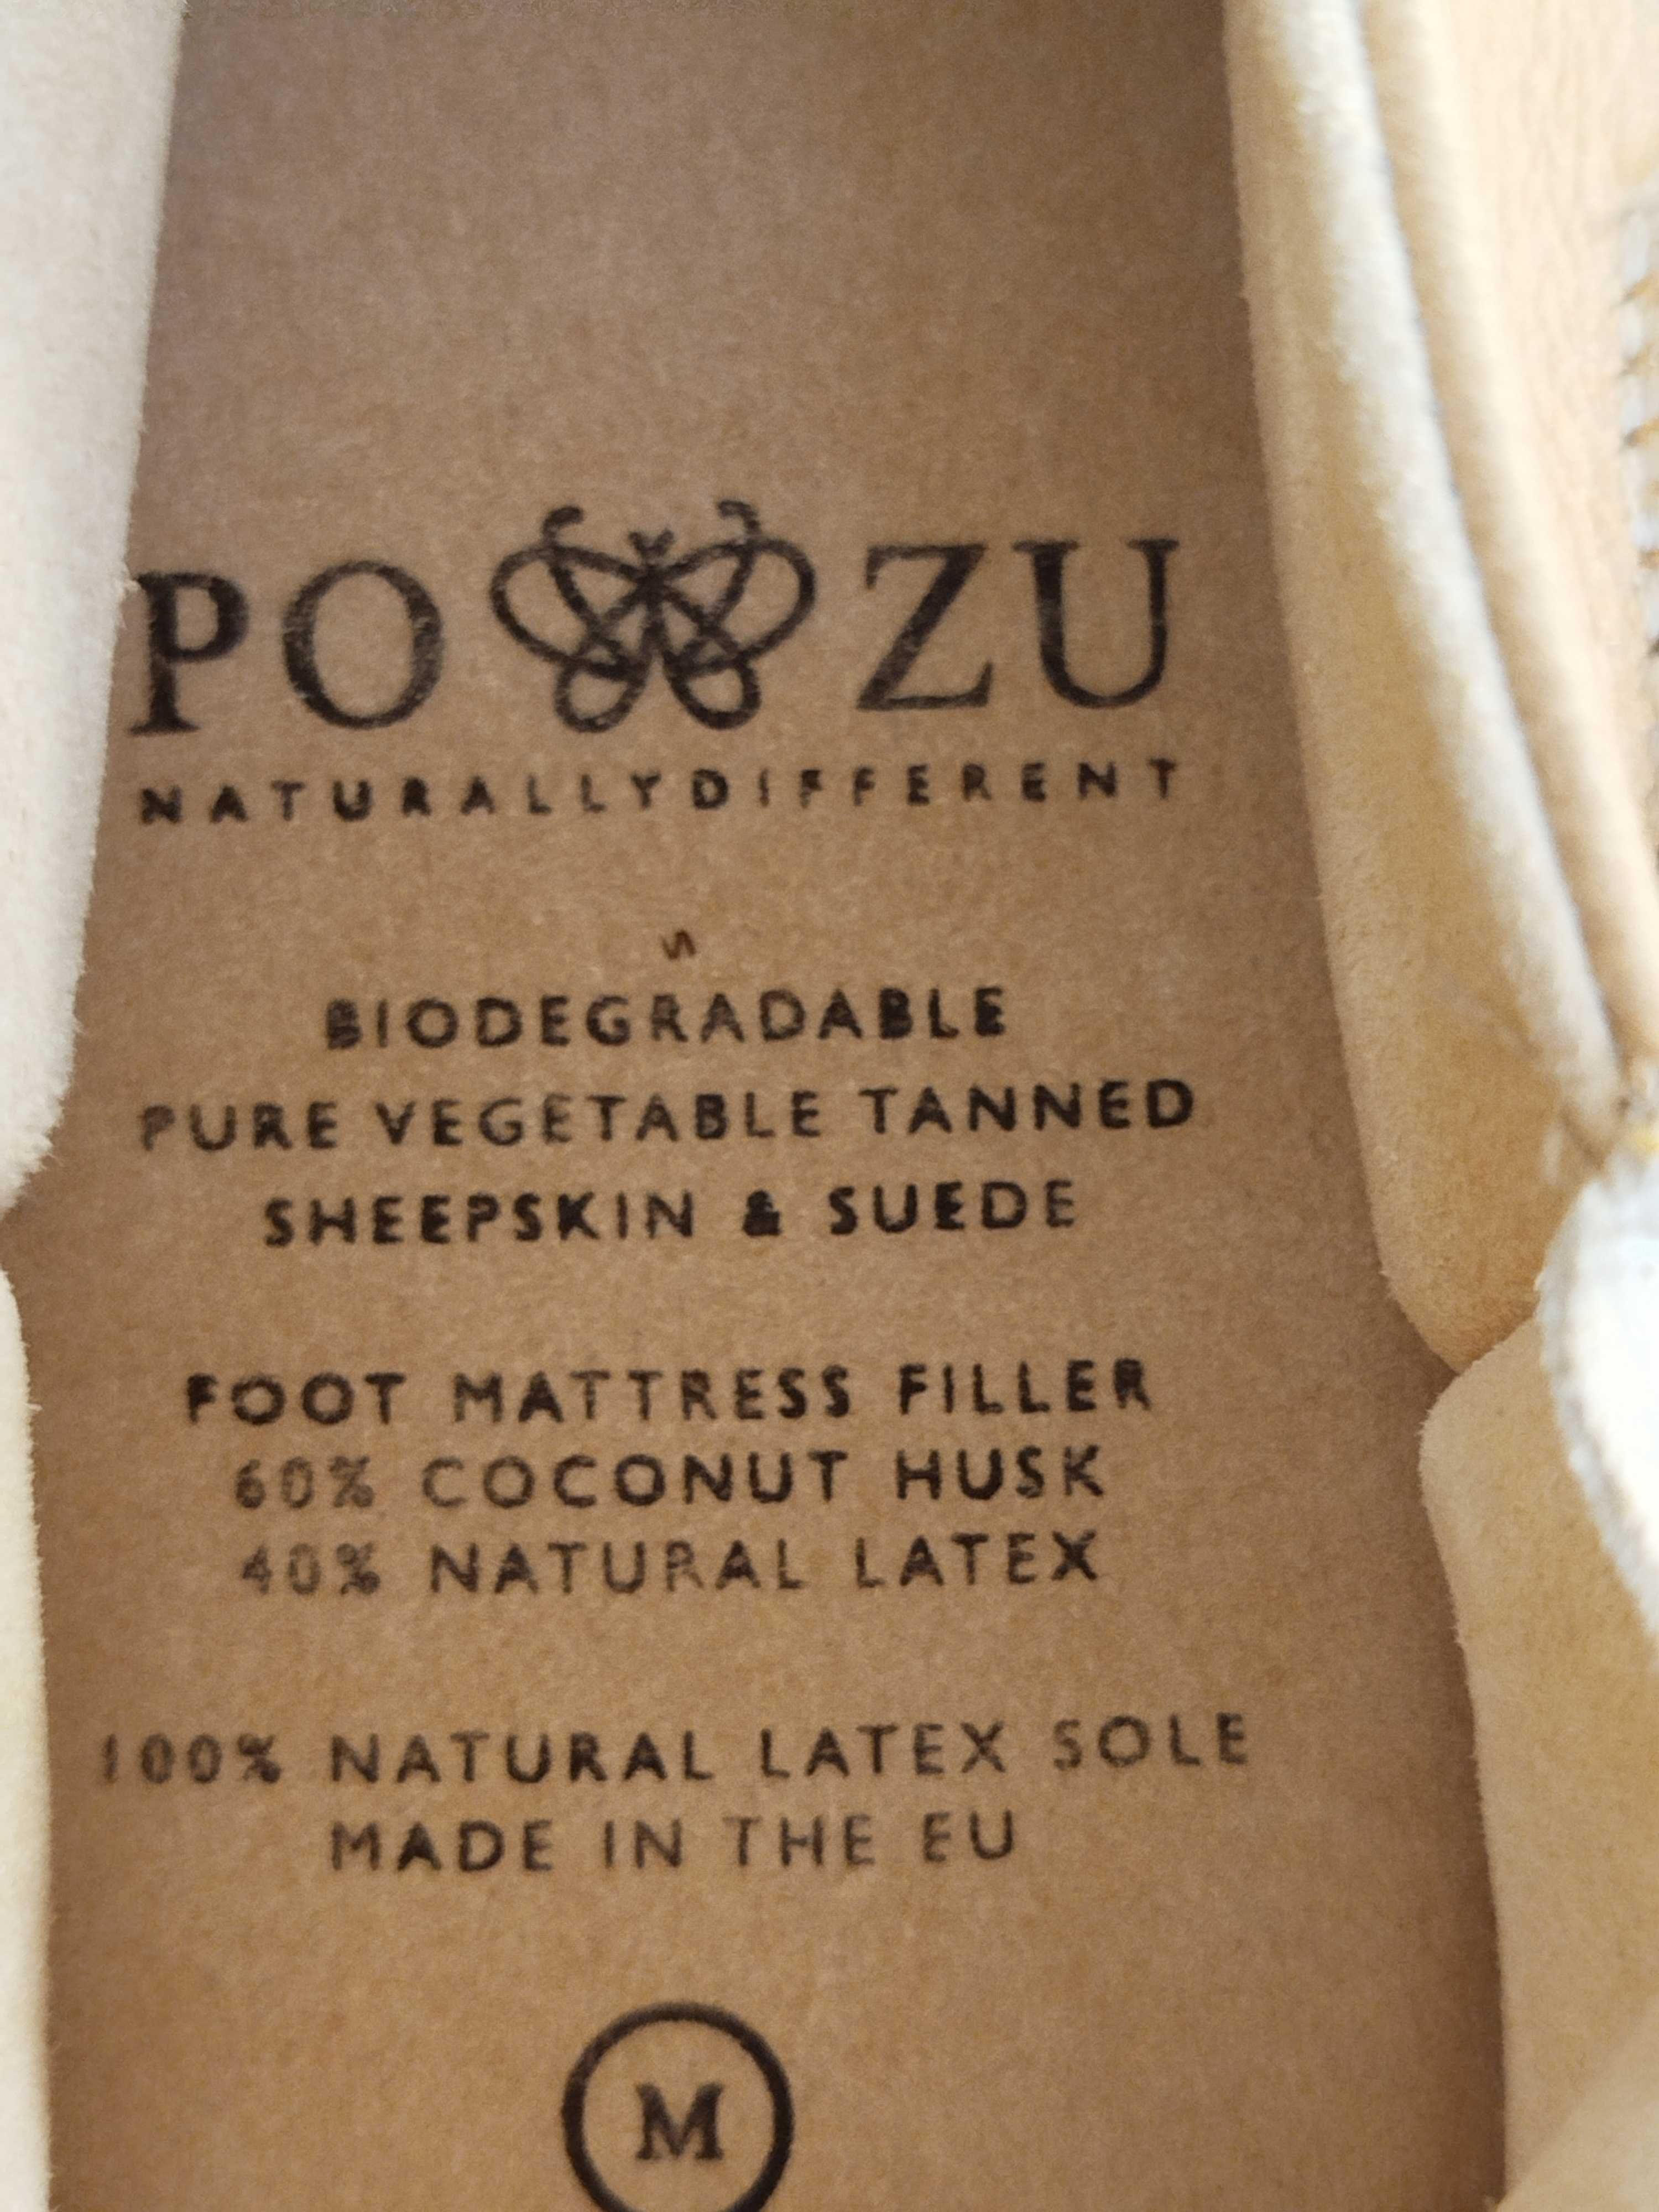 PO ZU
NATURALLYDIFFERENT
BIODEGRADABLE
PURE VEGETABLE TANNED
SHEEPSKIN & SUEDE
FOOT MATTRESS FILLER
60% COCONUT HUSK
40% NATURAL LATEX
100% NATURAL LATEX SOLE
MADE IN THE EU
M